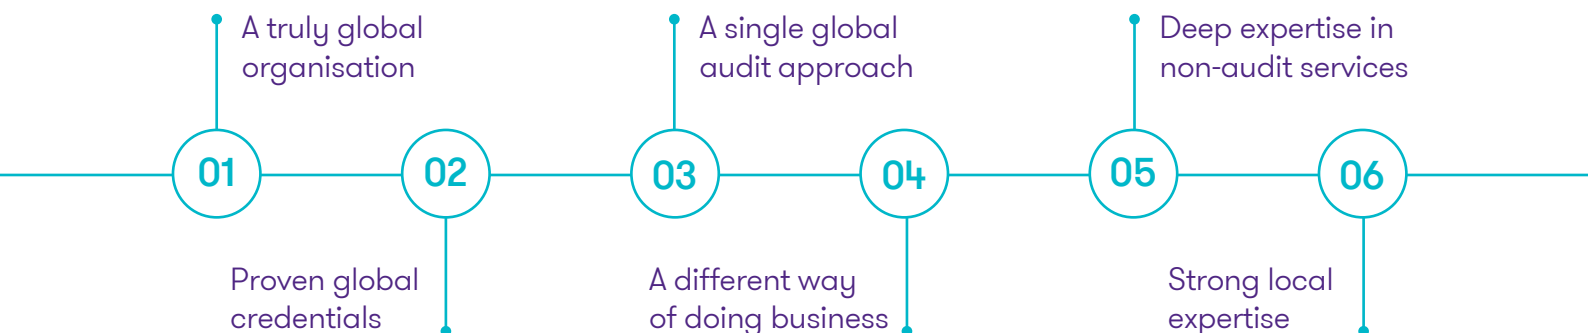 01
A truly global
organisation
02
Proven global
credentials
03
A single global
audit approach
04
A different way
of doing business
05
Deep expertise in
non-audit services
06
Strong local
expertise